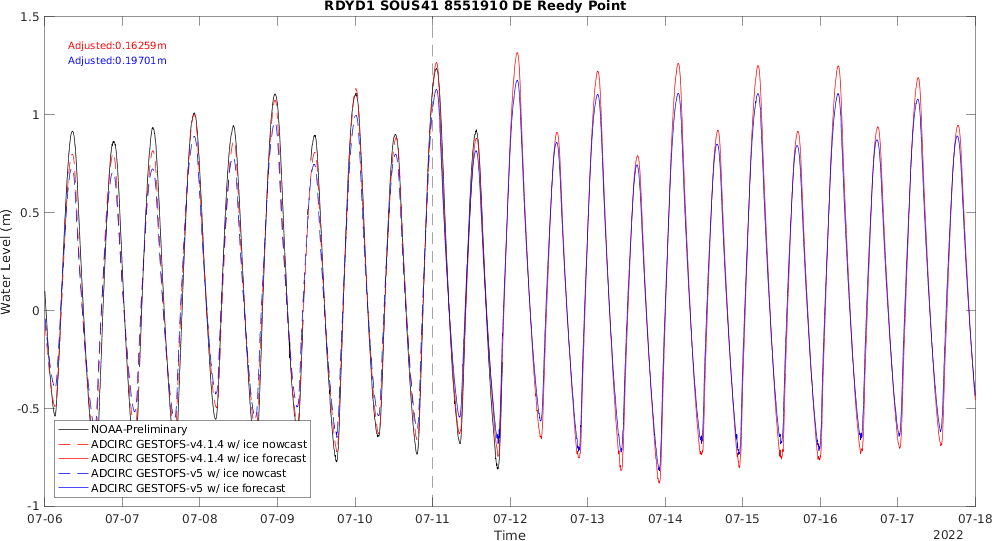 RDYD1 SOUS41 8551910 DE Reedy Point
Adjusted:0.16259m
Adjusted:0.19701m
1.5
1
0.5
0
-0.5
-1
Water Level (m)
NOAA-Preliminary
ADCIRC GESTOFS-v4.1.4 w/ ice nowcast
ADCIRC GESTOFS-v4.1.4 w/ ice forecast
ADCIRC GESTOFS-v5 w/ ice nowcast
ADCIRC GESTOFS-v5 w/ ice forecast
07-06 07-07 07-08 07-09 07-10 07-11 07-12 07-13 07-14 07-15 07-16 07-17 07-18
Time
2022